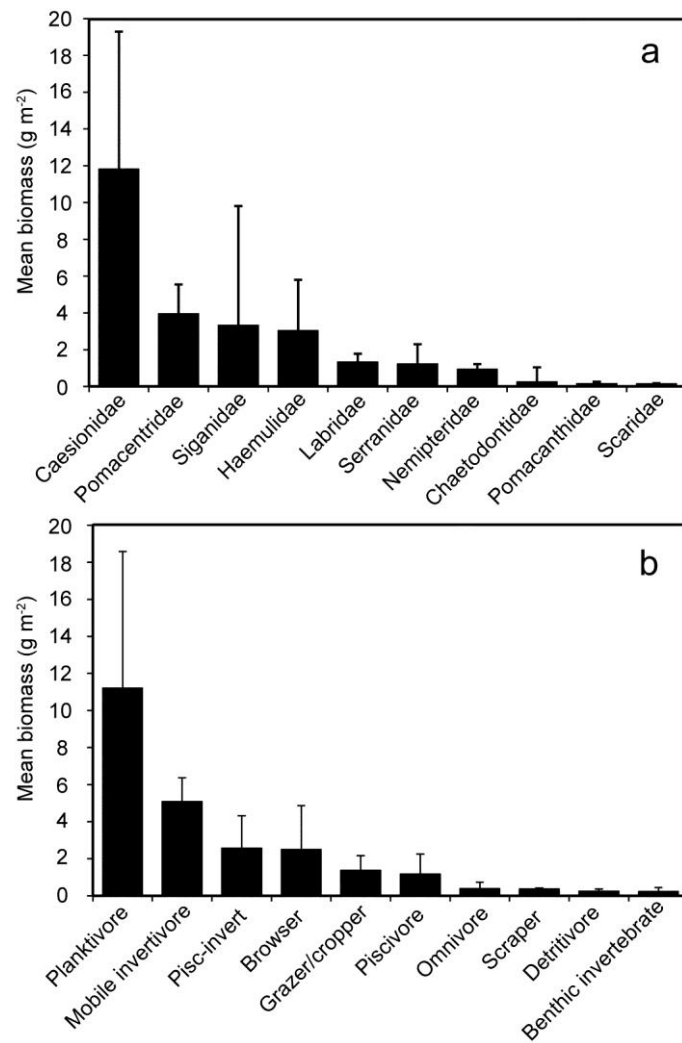 a
Mean biomass (g m⁻²)
20
18
16
14
12
10
8
6
4
2
0
Caesionidae
Pomacentridae
Siganidae
Haemulidae
Labridae
Serranidae
Nemipteridae
Chaetodontidae
Pomacanthidae
Scaridae
b
Mean biomass (g m⁻²)
20
18
16
14
12
10
8
6
4
2
0
Planktivore
Mobile invertivore
Pisc-invert
Browser
Grazer/cropper
Piscivore
Omnivore
Scraper
Detritivore
Benthic invertebrate